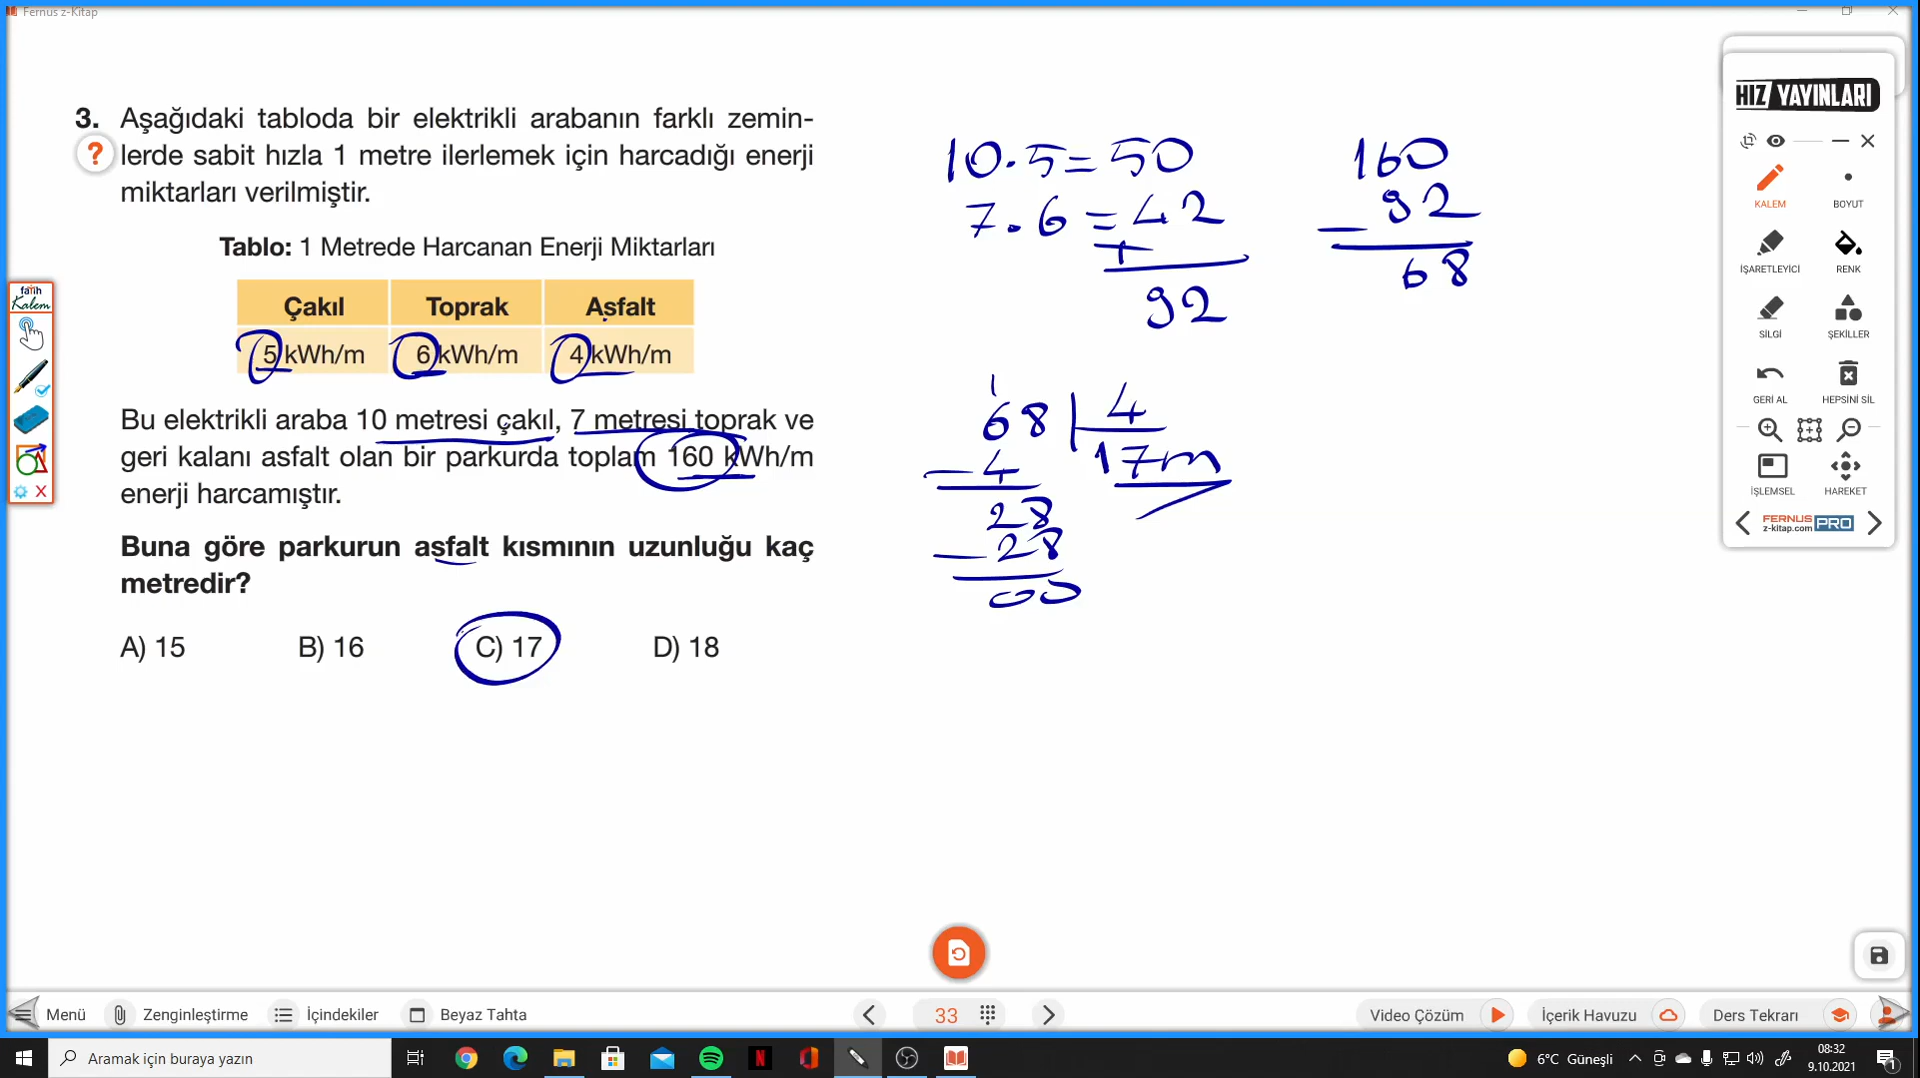 Fernus z-Kitap
3. Aşağıdaki tabloda bir elektrikli arabanın farklı zemin-
? lerde sabit hızla 1 metre ilerlemek için harcadığı enerji
miktarları verilmiştir.
Tablo: 1 Metrede Harcanan Enerji Miktarları
Çakıl Toprak Asfalt
5 kWh/m 6 kWh/m 4 kWh/m
Bu elektrikli araba 10 metresi çakıl, 7 metresi toprak ve
geri kalanı asfalt olan bir parkurda toplam 160 kWh/m
enerji harcamıştır.
Buna göre parkurun asfalt kısmının uzunluğu kaç
metredir?
A) 15 B) 16 C) 17 D) 18
10.5=50
7.6=42
+
92
160
- 92
68
1
68 4
- 4 17m
28
- 28
00
fatih
Kalem
X
HIZ YAYINLARI
KALEM BOYUT
İŞARETLEYİCİ RENK
SİLGİ ŞEKİLLER
GERİ AL HEPSİNİ SİL
İŞLEMSEL HAREKET
FERNUS
z-kitap.com PRO
Menü Zenginleştirme İçindekiler Beyaz Tahta 33 Video Çözüm İçerik Havuzu Ders Tekrarı
Aramak için buraya yazın 6°C Güneşli 08:32
9.10.2021 1